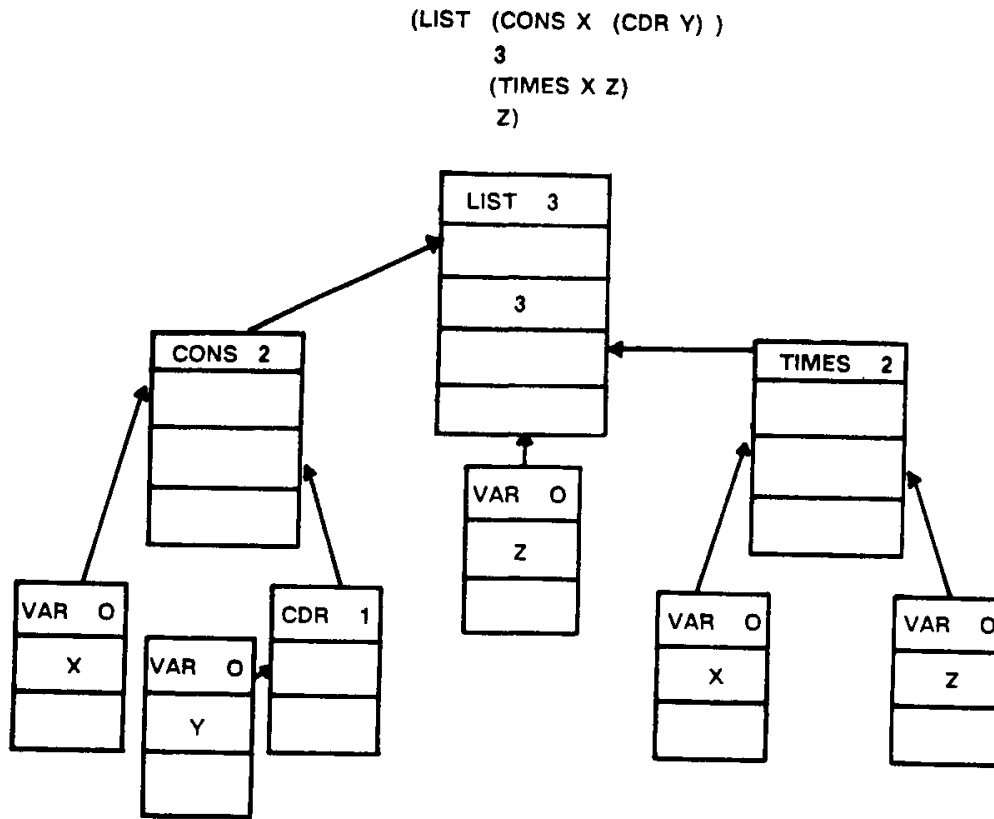 (LIST (CONS X (CDR Y) )
3
(TIMES X Z)
Z)
LIST 3
3
CONS 2
TIMES 2
VAR O
Z
VAR O
X
CDR 1
VAR O
Y
VAR O
X
VAR O
Z